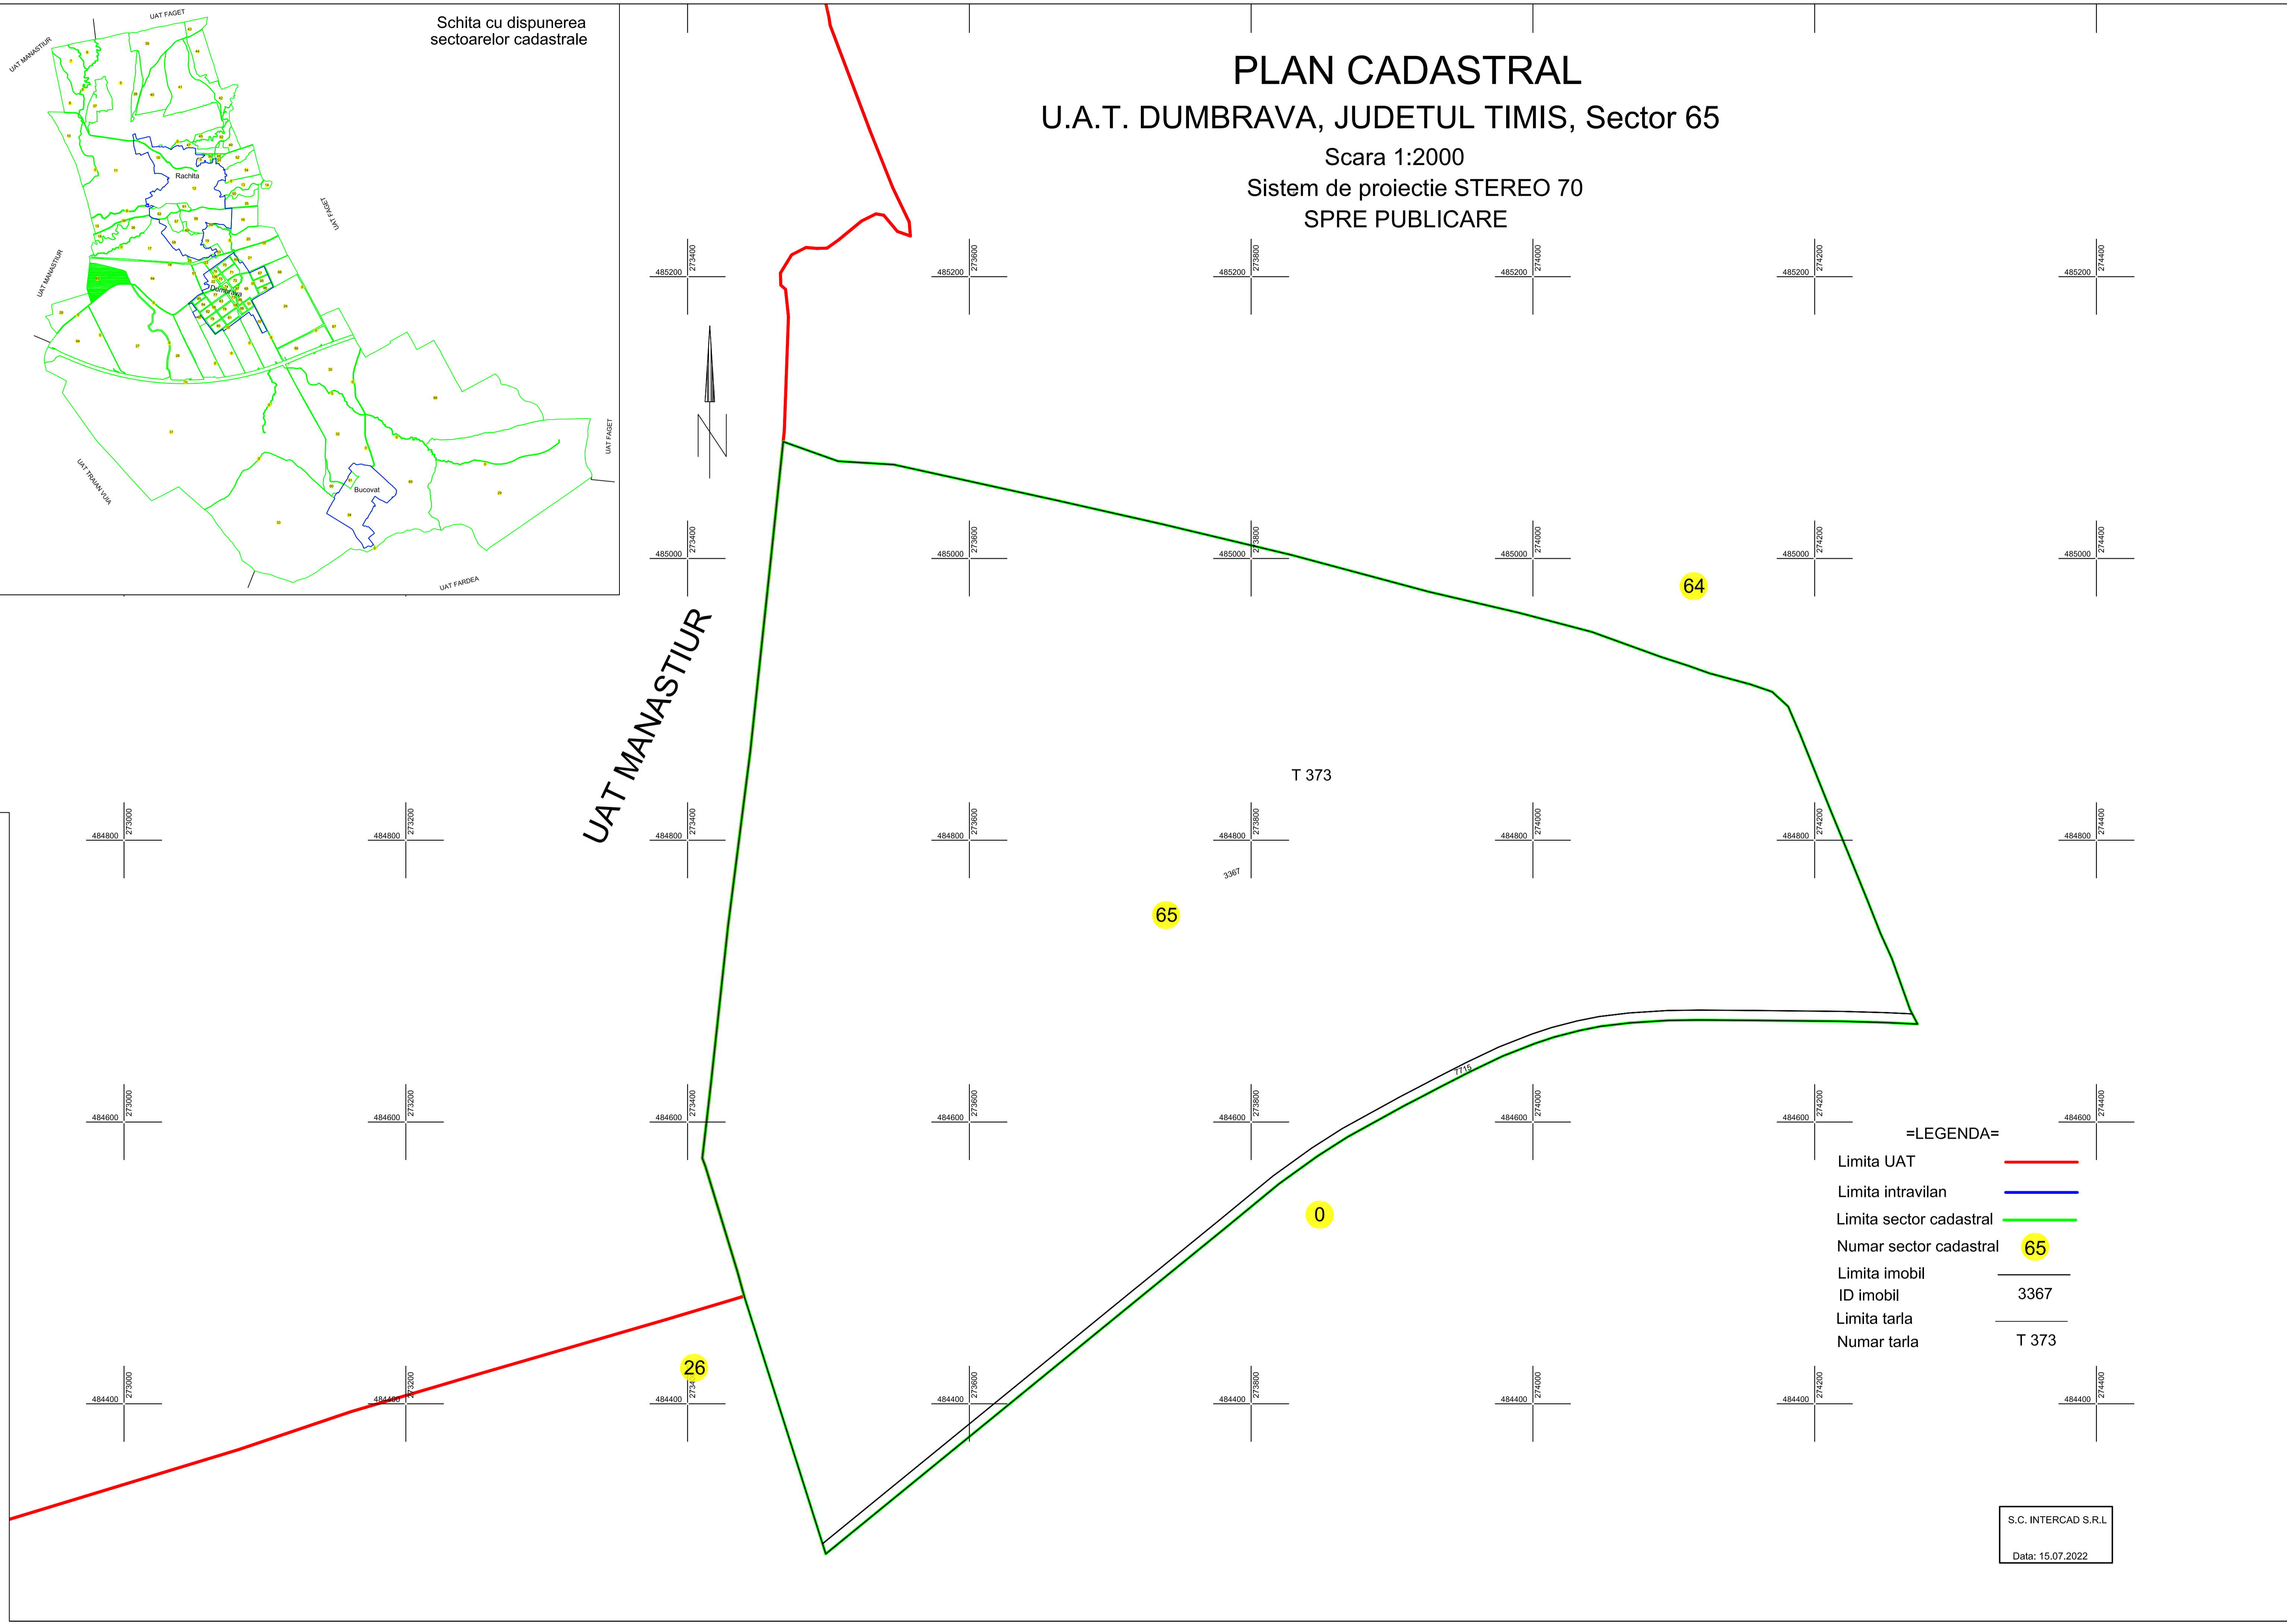 Schita cu dispunerea
sectoarelor cadastrale
UAT FAGET
UAT MANASTIUR
UAT FAGET
UAT MANASTIUR
UAT TRAIAN VUIA
UAT FAGET
UAT FARDEA
Rachita
Dumbrava
Bucovat
PLAN CADASTRAL
U.A.T. DUMBRAVA, JUDETUL TIMIS, Sector 65
Scara 1:2000
Sistem de proiectie STEREO 70
SPRE PUBLICARE
485200 273400 485200 273600 485200 273800 485200 274000 485200 274200 485200 274400
485000 273400 485000 273600 485000 273800 485000 274000 485000 274200 485000 274400
64
UAT MANASTIUR
T 373
484800 273000 484800 273200 484800 273400 484800 273600 484800 273800 484800 274000 484800 274200 484800 274400
3367
65
7715
484600 273000 484600 273200 484600 273400 484600 273600 484600 273800 484600 274000 484600 274200 484600 274400
0
26
484400 273000 484400 273200 484400 484400 273600 484400 273800 484400 274000 484400 274200 484400 274400
=LEGENDA=
Limita UAT
Limita intravilan
Limita sector cadastral
Numar sector cadastral 65
Limita imobil
ID imobil 3367
Limita tarla
Numar tarla T 373
S.C. INTERCAD S.R.L
Data: 15.07.2022
N